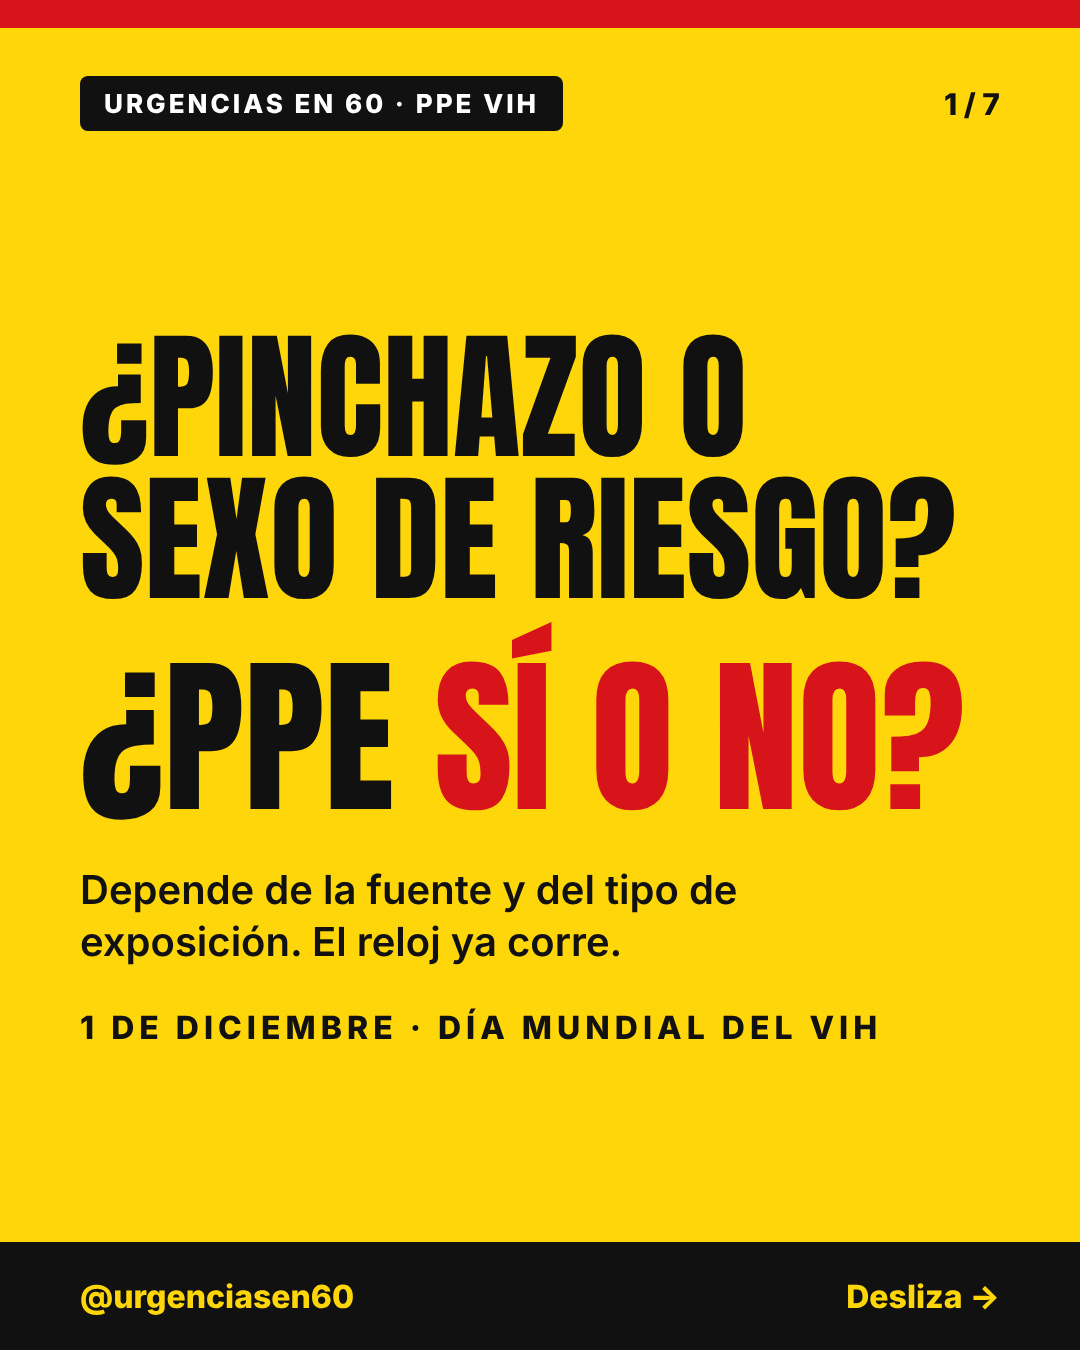 URGENCIAS EN 60 · PPE VIH
1/7
¿PINCHAZO O
SEXO DE RIESGO?
¿PPE SÍ O NO?
Depende de la fuente y del tipo de
exposición. El reloj ya corre.
1 DE DICIEMBRE · DÍA MUNDIAL DEL VIH
@urgenciasen60
Desliza →